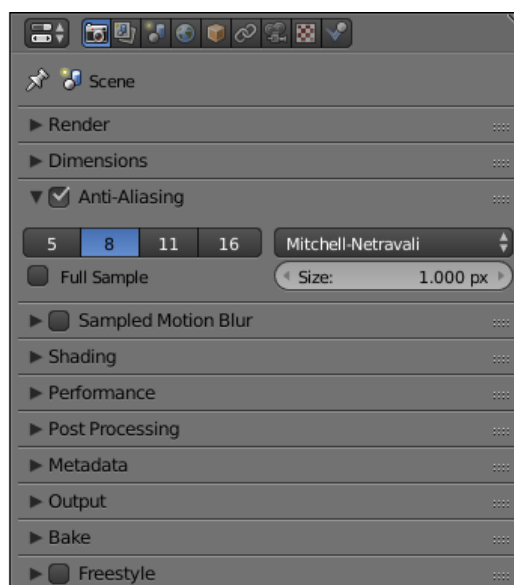 Scene
Render
Dimensions
Anti-Aliasing
5 8 11 16 Mitchell-Netravali
Full Sample Size: 1.000 px
Sampled Motion Blur
Shading
Performance
Post Processing
Metadata
Output
Bake
Freestyle